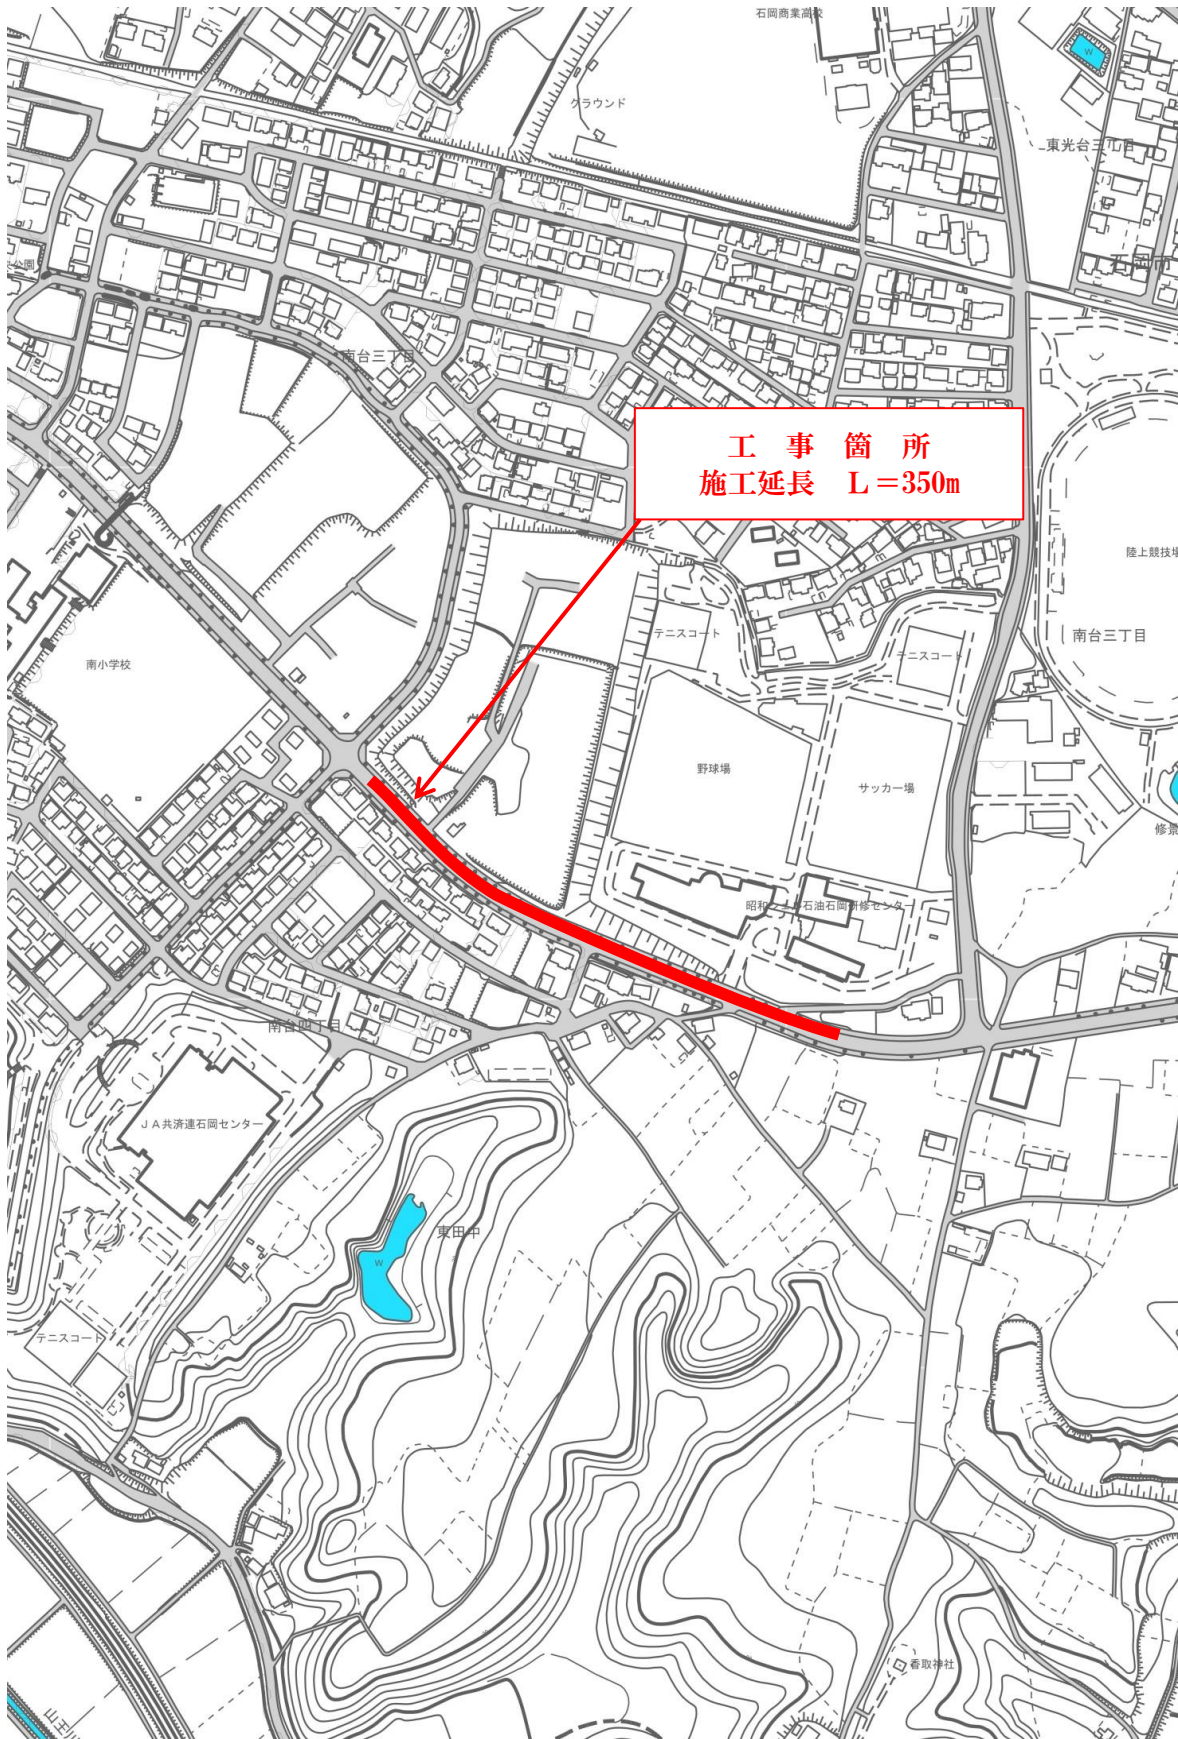 石岡商業高校
グラウンド
東光台三丁目
公園
石岡市
南台三丁目
工事箇所
施工延長 L=350m
陸上競技場
テニスコート
南台三丁目
テニスコート
南小学校
野球場
サッカー場
修景
昭和シェル石油石岡研修センター
南台四丁目
JA共済連石岡センター
東田中
W
テニスコート
香取神社
山王川
W